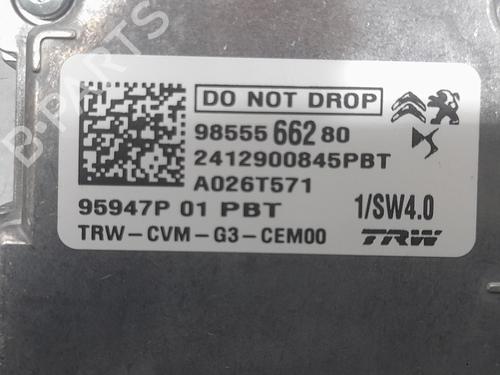 B-PARTS
DO NOT DROP
98555 662 80
2412900845PBT
A026T571
95947P 01 PBT 1/SW4.0
TRW-CVM-G3-CEM00 TRW